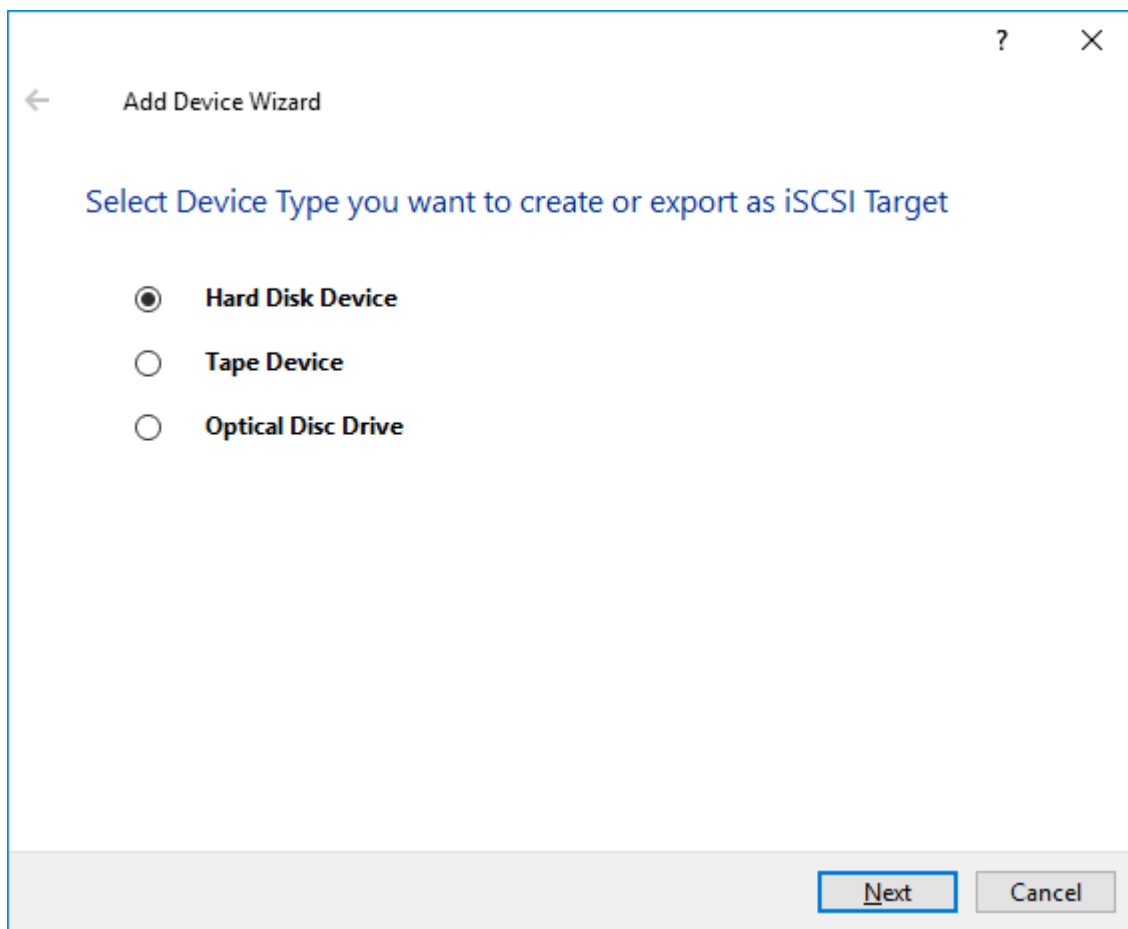 ?
Add Device Wizard
Select Device Type you want to create or export as iSCSI Target
Hard Disk Device
Tape Device
Optical Disc Drive
Next
Cancel